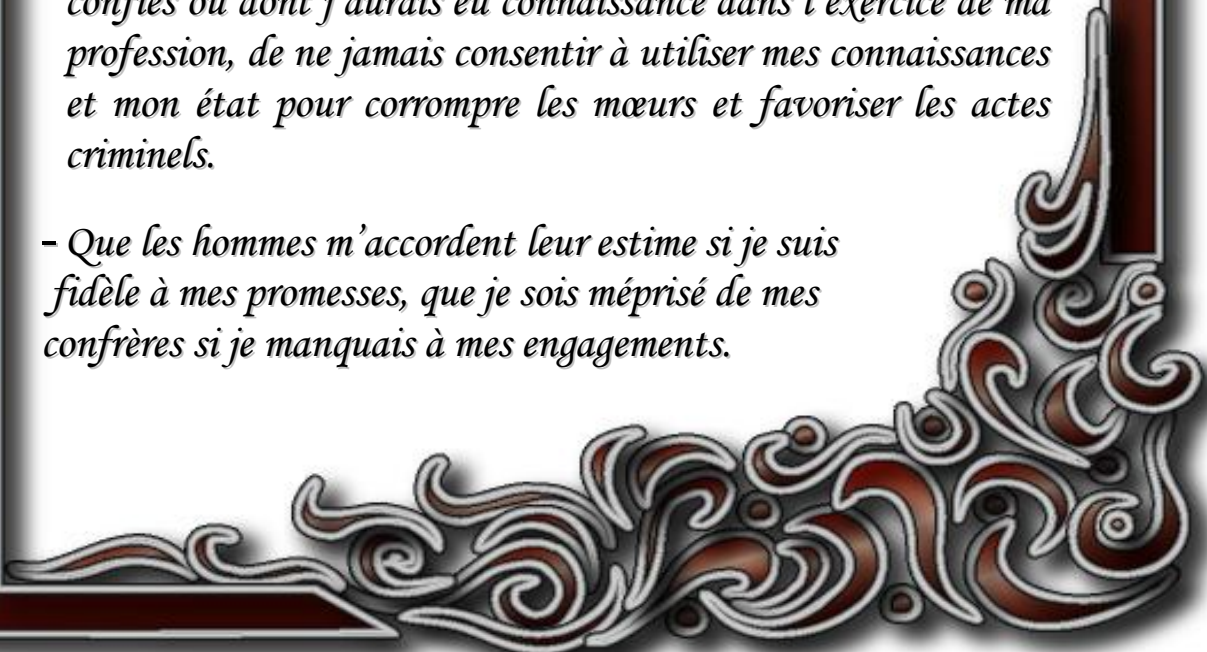 confiés ou dont j’aurais eu connaissance dans l’exercice de ma
profession, de ne jamais consentir à utiliser mes connaissances
et mon état pour corrompre les mœurs et favoriser les actes
criminels.
- Que les hommes m’accordent leur estime si je suis
fidèle à mes promesses, que je sois méprisé de mes
confrères si je manquais à mes engagements.